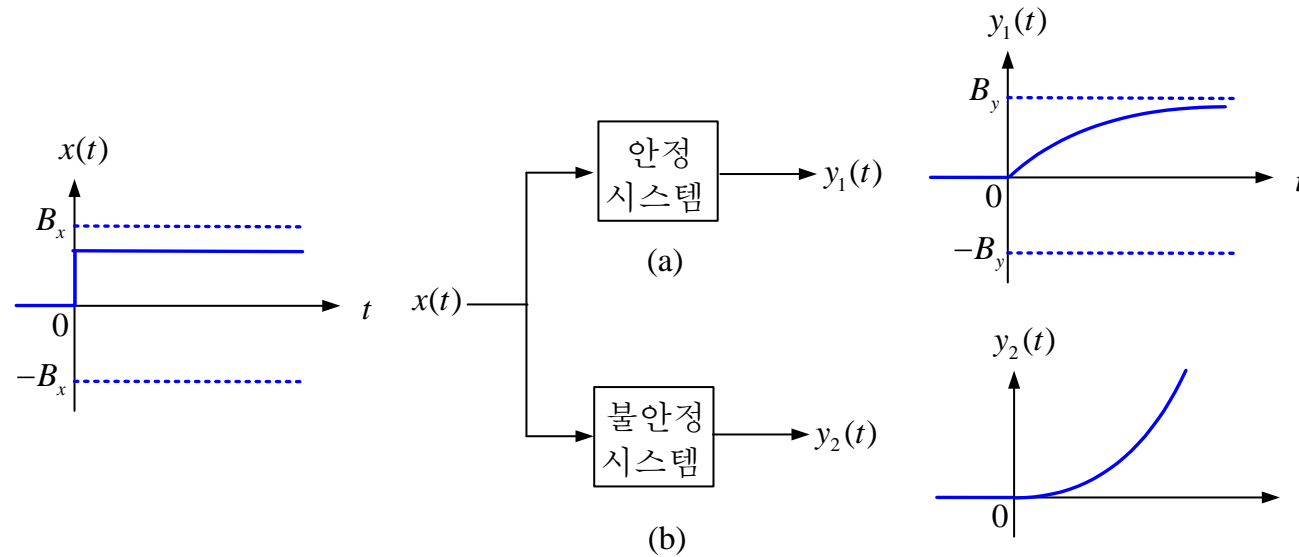 x(t)
B_x
0
t
-B_x
x(t)
안정
시스템
(a)
y_1(t)
불안정
시스템
(b)
y_2(t)
y_1(t)
B_y
0
t
-B_y
y_2(t)
0